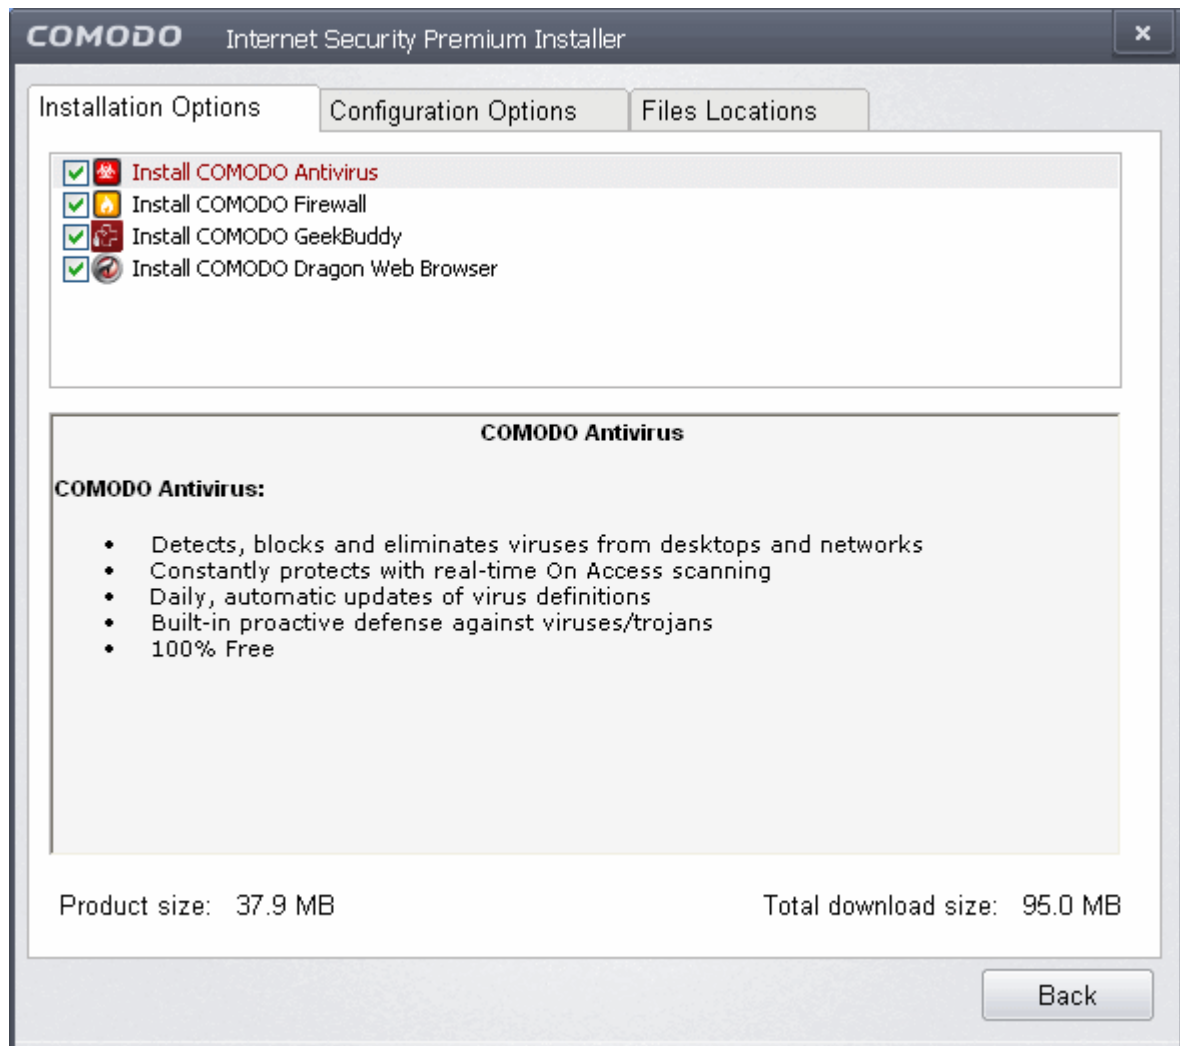 COMODO Internet Security Premium Installer
Installation Options Configuration Options Files Locations
Install COMODO Antivirus
Install COMODO Firewall
Install COMODO GeekBuddy
Install COMODO Dragon Web Browser
COMODO Antivirus
COMODO Antivirus:
• Detects, blocks and eliminates viruses from desktops and networks
• Constantly protects with real-time On Access scanning
• Daily, automatic updates of virus definitions
• Built-in proactive defense against viruses/trojans
• 100% Free
Product size: 37.9 MB Total download size: 95.0 MB
Back